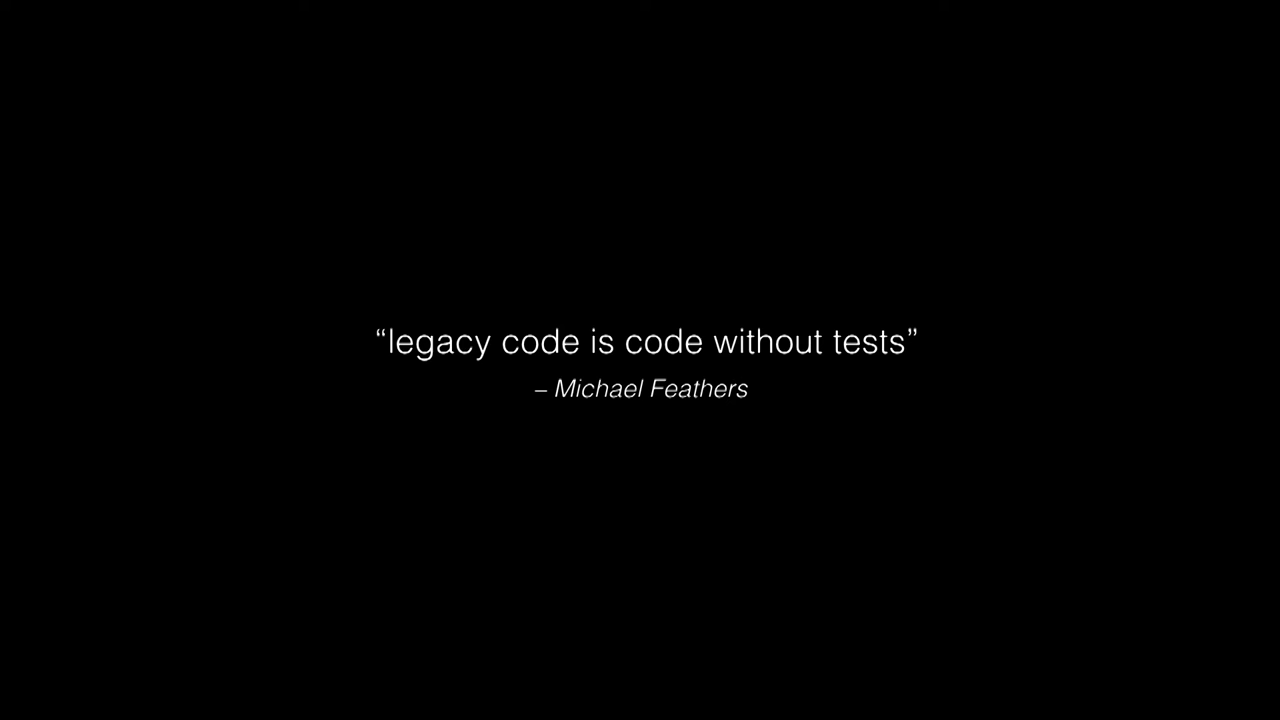 “legacy code is code without tests”
– Michael Feathers